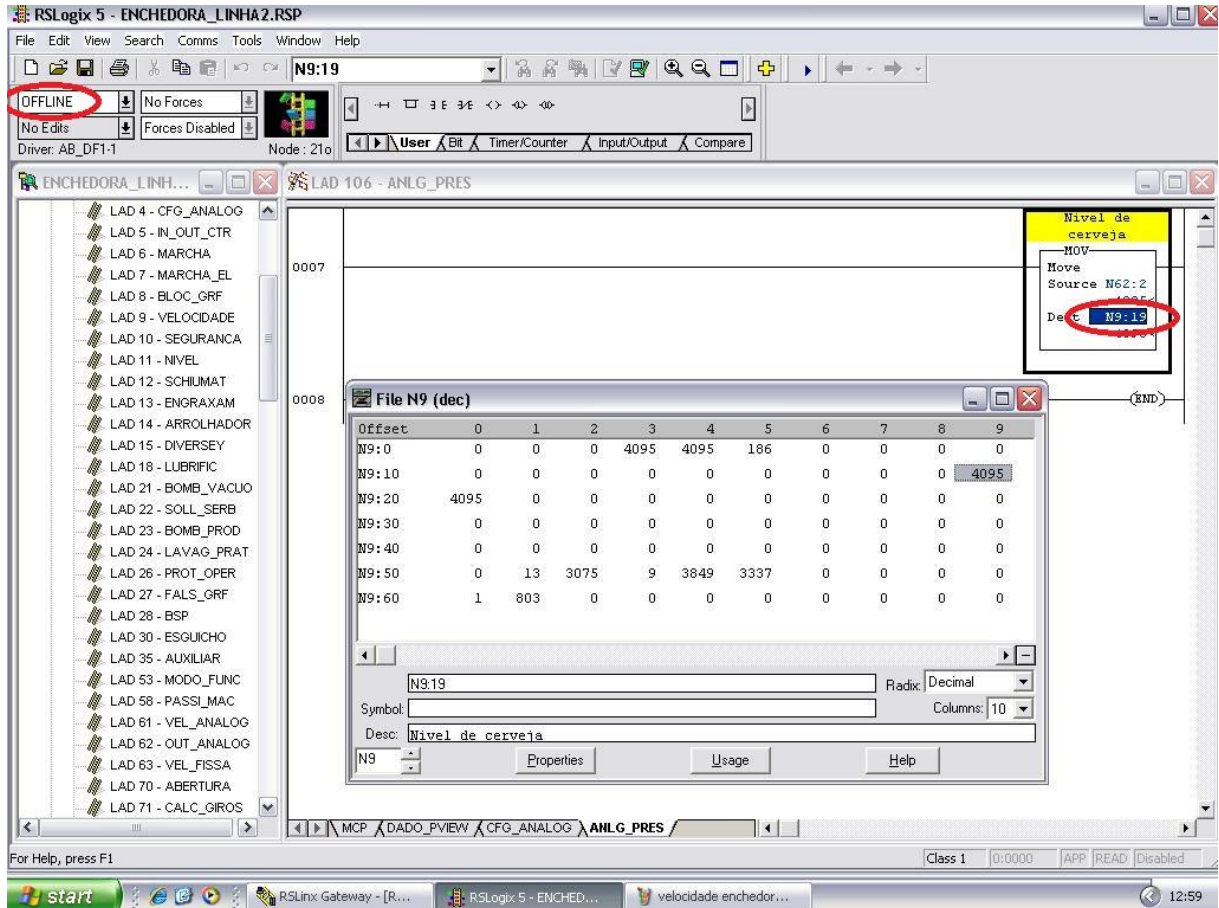 RSLogix 5 - ENCHEDORA_LINHA2.RSP
File Edit View Search Comms Tools Window Help
N9:19
OFFLINE No Forces
No Edits Forces Disabled
Driver: AB_DF1-1 Node : 21o
User Bit Timer/Counter Input/Output Compare
ENCHEDORA_LINH...
LAD 4 - CFG_ANALOG
LAD 5 - IN_OUT_CTR
LAD 6 - MARCHA
LAD 7 - MARCHA_EL
LAD 8 - BLOC_GRF
LAD 9 - VELOCIDADE
LAD 10 - SEGURANCA
LAD 11 - NIVEL
LAD 12 - SCHIUMAT
LAD 13 - ENGRAXAM
LAD 14 - ARROLHADOR
LAD 15 - DIVERSEY
LAD 18 - LUBRIFIC
LAD 21 - BOMB_VACUO
LAD 22 - SOLL_SERB
LAD 23 - BOMB_PROD
LAD 24 - LAVAG_PRAT
LAD 26 - PROT_OPER
LAD 27 - FALS_GRF
LAD 28 - BSP
LAD 30 - ESGUICHO
LAD 35 - AUXILIAR
LAD 53 - MODO_FUNC
LAD 58 - PASSI_MAC
LAD 61 - VEL_ANALOG
LAD 62 - OUT_ANALOG
LAD 63 - VEL_FISSA
LAD 70 - ABERTURA
LAD 71 - CALC_GIROS
LAD 106 - ANLG_PRES
Nivel de
cerveja
MOV
0007
Move
Source N62:2
4095<
Dest N9:19
0008
(END)
File N9 (dec)
Offset 0 1 2 3 4 5 6 7 8 9
N9:0 0 0 0 4095 4095 186 0 0 0 0
N9:10 0 0 0 0 0 0 0 0 0 4095
N9:20 4095 0 0 0 0 0 0 0 0 0
N9:30 0 0 0 0 0 0 0 0 0 0
N9:40 0 0 0 0 0 0 0 0 0 0
N9:50 0 13 3075 9 3849 3337 0 0 0 0
N9:60 1 803 0 0 0 0 0 0 0 0
N9:19 Radix: Decimal
Symbol: Columns: 10
Desc: Nivel de cerveja
N9 Properties Usage Help
MCP DADO_PVIEW CFG_ANALOG ANLG_PRES
For Help, press F1 Class 1 0:0000 APP READ Disabled
start RSLinx Gateway - [R... RSLogix 5 - ENCHED... velocidade enchedor... 12:59